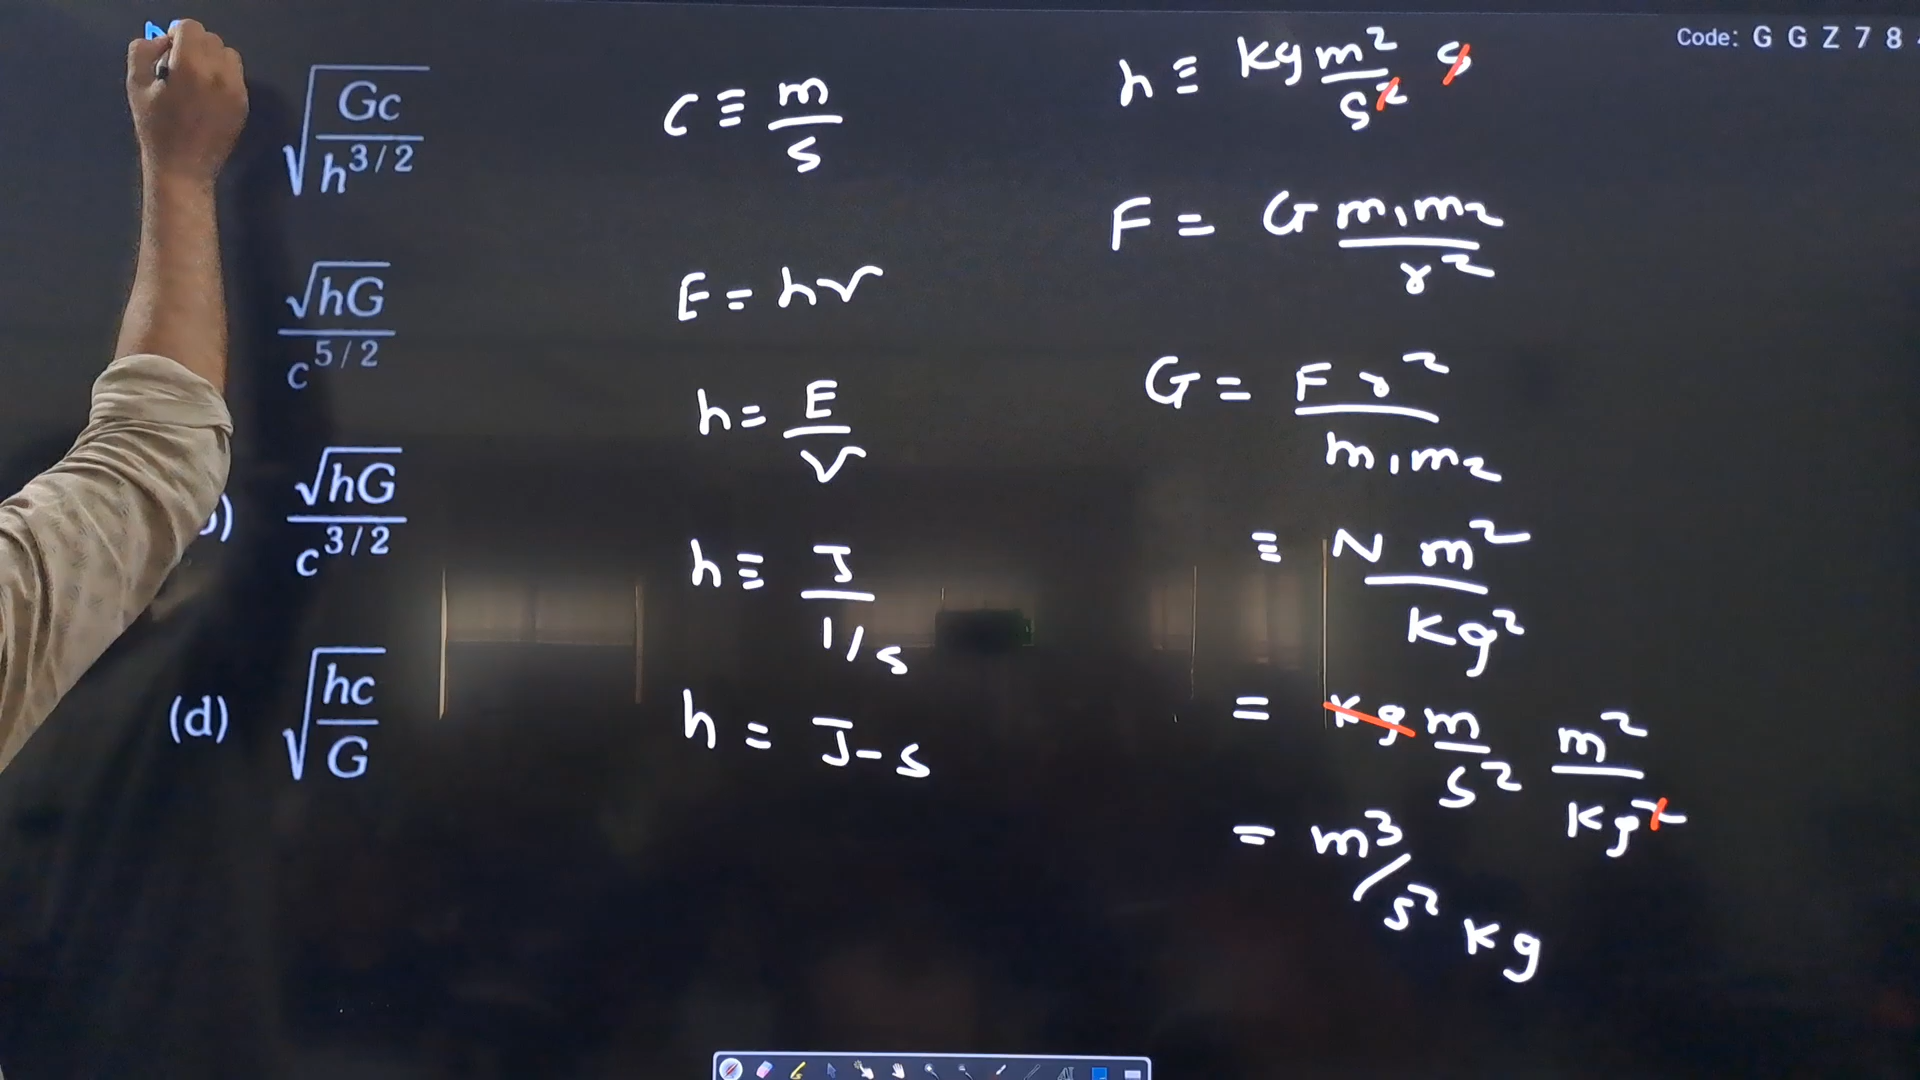 Code: G G Z 7 8
√(Gc / h^3/2)
√hG / c^5/2
√hG / c^3/2
(d) √(hc / G)
C ≡ m / s
E = hν
h = E / ν
h ≡ J / 1/s
h = J-s
h ≡ kg m² / s² s
F = G m₁m₂ / r²
G = F r² / m₁m₂
≡ N m² / kg²
= kg m / s² m² / kg²
= m³ / s² kg